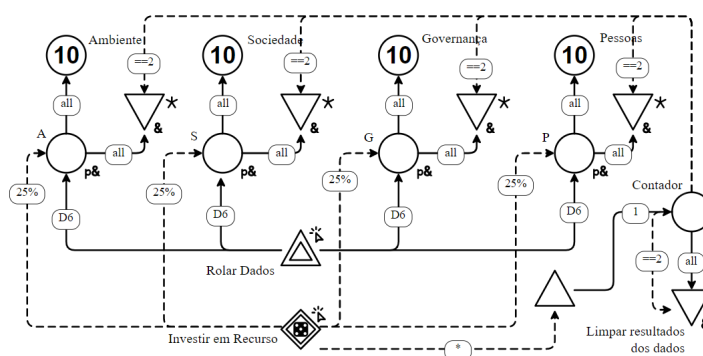 Ambiente Sociedade Governança Pessoas
10 10 10 10
==2 ==2 ==2 ==2
all all all all
* * * *
A & S & G & P &
all all all all
p& p& p& p&
25% 25% 25% 25%
Contador
D6 D6 D6 D6
1
==2 all
Rolar Dados
&
Investir em Recurso
Limpar resultados
dos dados
*